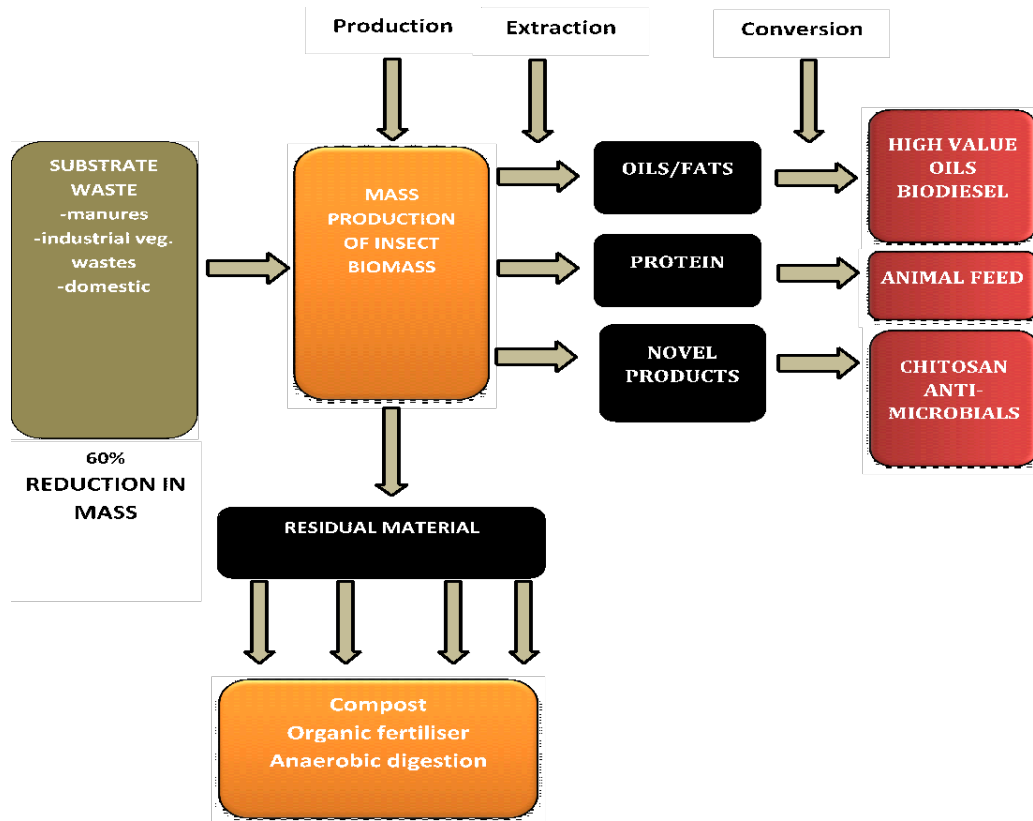 Production
Extraction
Conversion
SUBSTRATE
WASTE
-manures
-industrial veg.
wastes
-domestic
60%
REDUCTION IN
MASS
MASS
PRODUCTION
OF INSECT
BIOMASS
OILS/FATS
PROTEIN
NOVEL
PRODUCTS
HIGH VALUE
OILS
BIODIESEL
ANIMAL FEED
CHITOSAN
ANTI-
MICROBIALS
RESIDUAL MATERIAL
Compost
Organic fertiliser
Anaerobic digestion